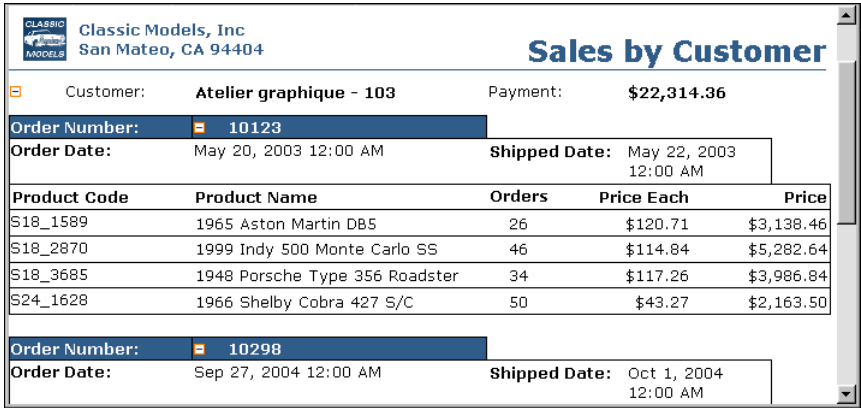 CLASSIC
MODELS
Classic Models, Inc
San Mateo, CA 94404
Sales by Customer
Customer: Atelier graphique - 103 Payment: $22,314.36
Order Number: 10123
Order Date: May 20, 2003 12:00 AM Shipped Date: May 22, 2003
12:00 AM
Product Code Product Name Orders Price Each Price
S18_1589 1965 Aston Martin DB5 26 $120.71 $3,138.46
S18_2870 1999 Indy 500 Monte Carlo SS 46 $114.84 $5,282.64
S18_3685 1948 Porsche Type 356 Roadster 34 $117.26 $3,986.84
S24_1628 1966 Shelby Cobra 427 S/C 50 $43.27 $2,163.50
Order Number: 10298
Order Date: Sep 27, 2004 12:00 AM Shipped Date: Oct 1, 2004
12:00 AM